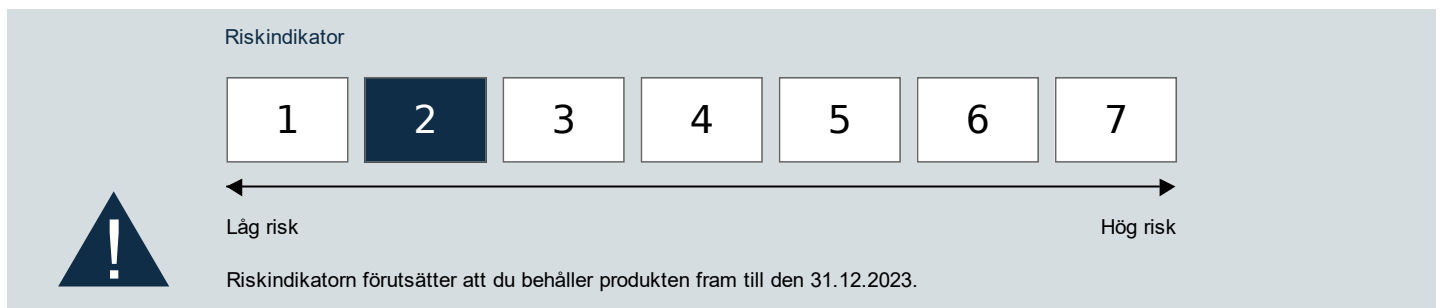 Riskindikator
1 2 3 4 5 6 7
Låg risk Hög risk
!
Riskindikatorn förutsätter att du behåller produkten fram till den 31.12.2023.